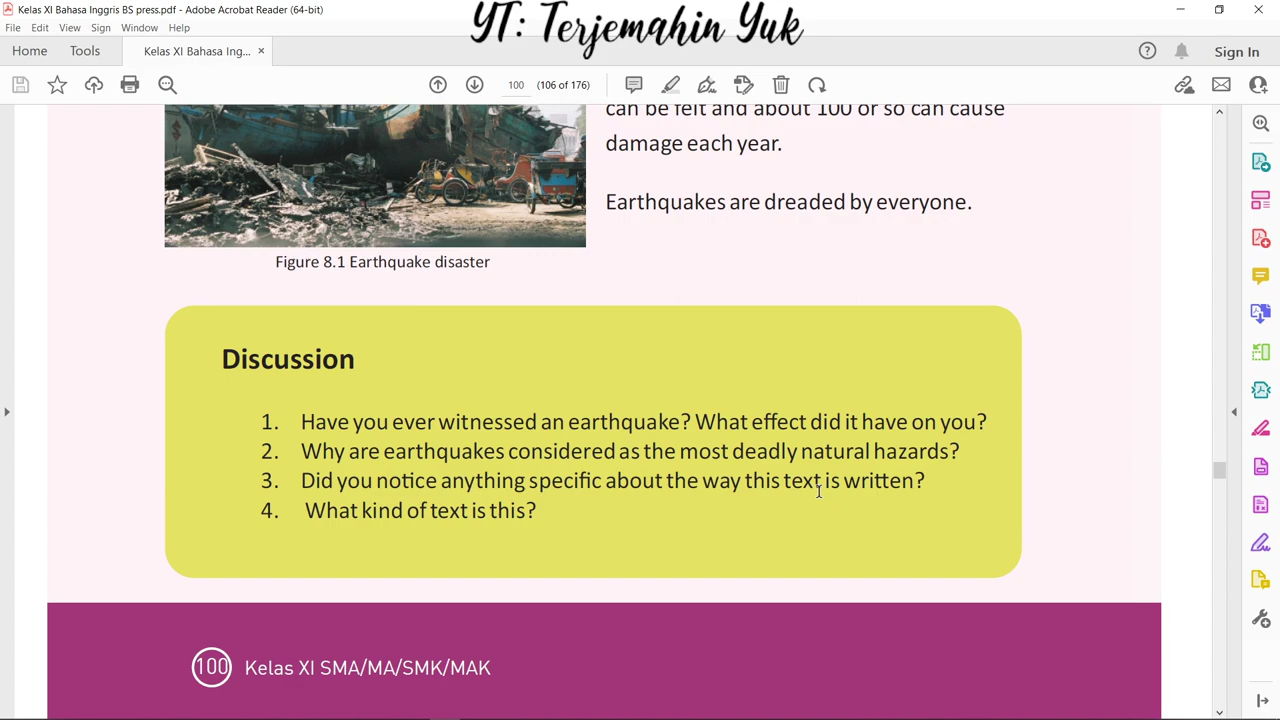 Kelas XI Bahasa Inggris BS press.pdf - Adobe Acrobat Reader (64-bit)
YT: Terjemahin Yuk
File Edit View Sign Window Help
Home Tools Kelas XI Bahasa Ing... × Sign In
100 (106 of 176)
can be felt and about 100 or so can cause
damage each year.
Earthquakes are dreaded by everyone.
Figure 8.1 Earthquake disaster
Discussion
1. Have you ever witnessed an earthquake? What effect did it have on you?
2. Why are earthquakes considered as the most deadly natural hazards?
3. Did you notice anything specific about the way this text is written?
4. What kind of text is this?
100 Kelas XI SMA/MA/SMK/MAK